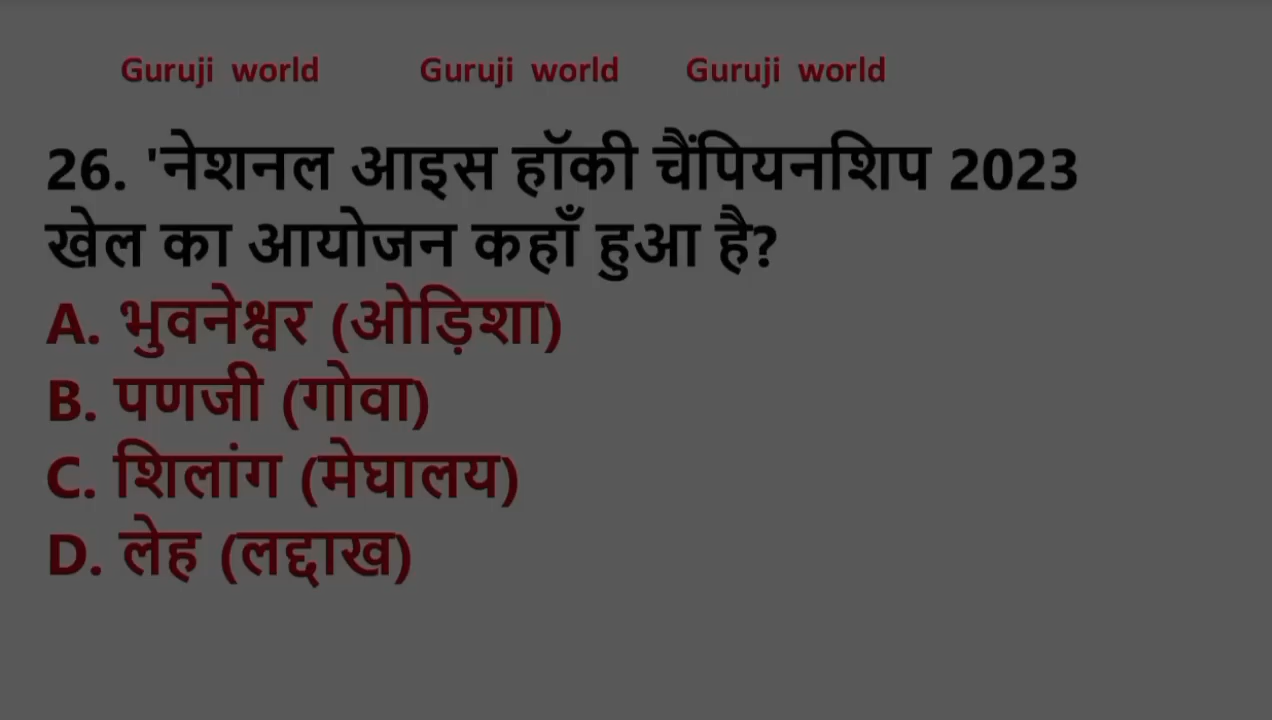 Guruji world Guruji world Guruji world
26. 'नेशनल आइस हॉकी चैंपियनशिप 2023
खेल का आयोजन कहाँ हुआ है?
A. भुवनेश्वर (ओड़िशा)
B. पणजी (गोवा)
C. शिलांग (मेघालय)
D. लेह (लद्दाख)